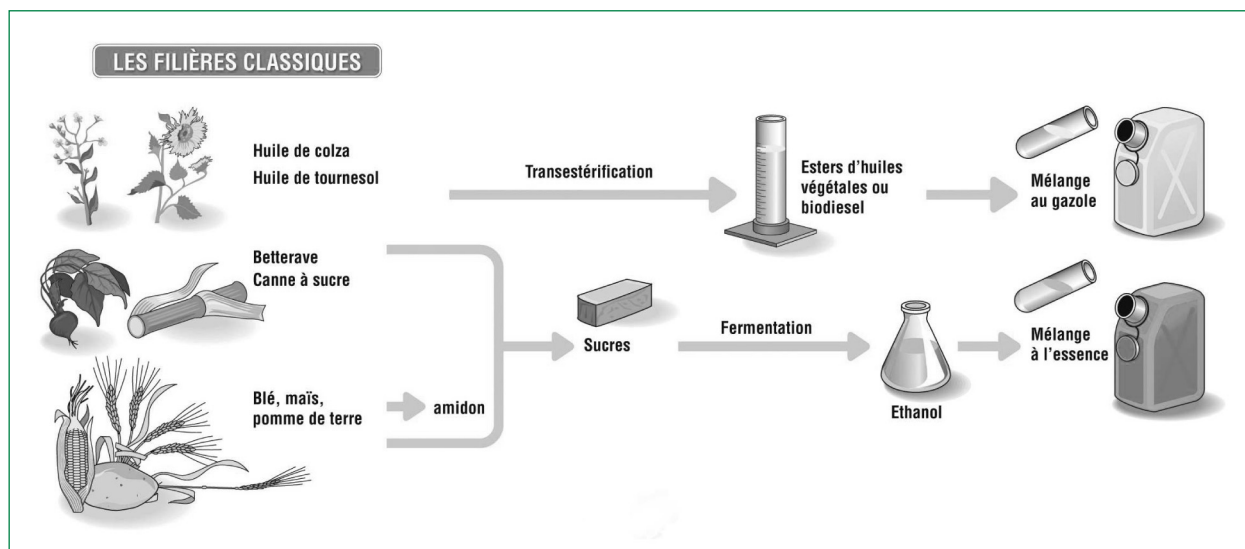 LES FILIÈRES CLASSIQUES
Huile de colza
Huile de tournesol
Transestérification
Esters d'huiles
végétales ou
biodiesel
Mélange
au gazole
Betterave
Canne à sucre
Sucres
Fermentation
Ethanol
Mélange
à l'essence
Blé, maïs,
pomme de terre
amidon